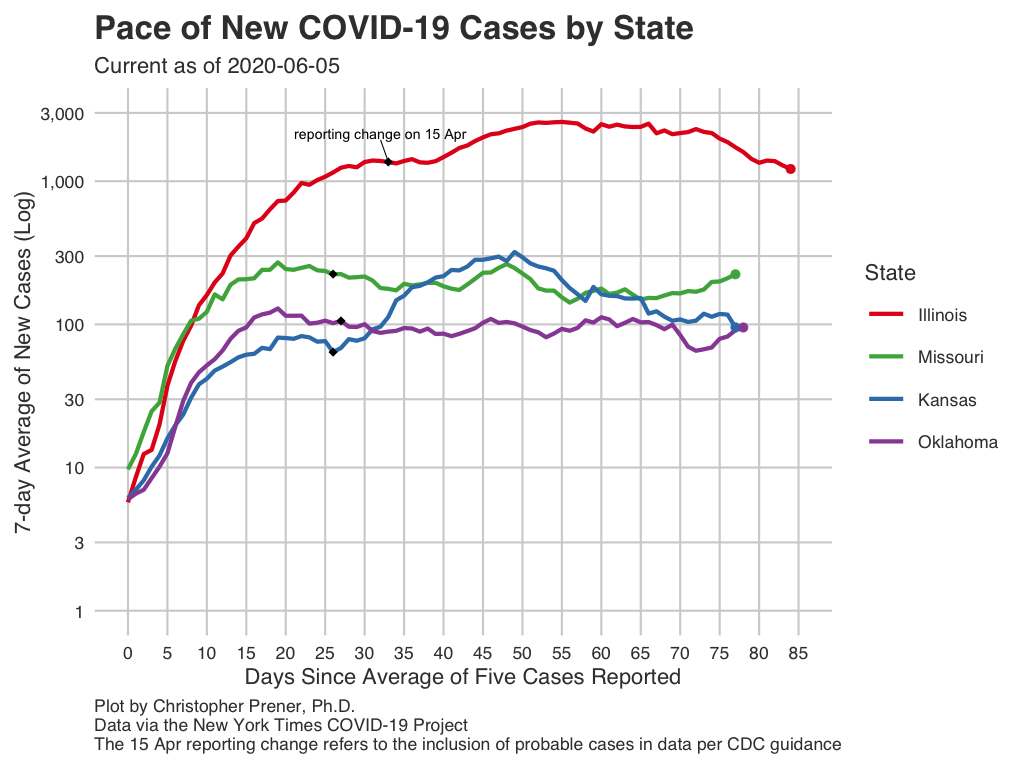 Pace of New COVID-19 Cases by State
Current as of 2020-06-05
7-day Average of New Cases (Log)
3,000
1,000
300
100
30
10
3
1
reporting change on 15 Apr
0 5 10 15 20 25 30 35 40 45 50 55 60 65 70 75 80 85
Days Since Average of Five Cases Reported
State
Illinois
Missouri
Kansas
Oklahoma
Plot by Christopher Prener, Ph.D.
Data via the New York Times COVID-19 Project
The 15 Apr reporting change refers to the inclusion of probable cases in data per CDC guidance